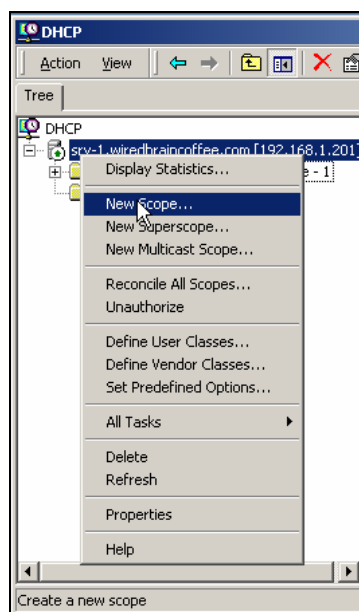 DHCP
Action View
Tree
DHCP
srv-1.wiredbraincoffee.com [192.168.1.201]
Display Statistics...
e - 1
New Scope...
New Superscope...
New Multicast Scope...
Reconcile All Scopes...
Unauthorize
Define User Classes...
Define Vendor Classes...
Set Predefined Options...
All Tasks
Delete
Refresh
Properties
Help
Create a new scope